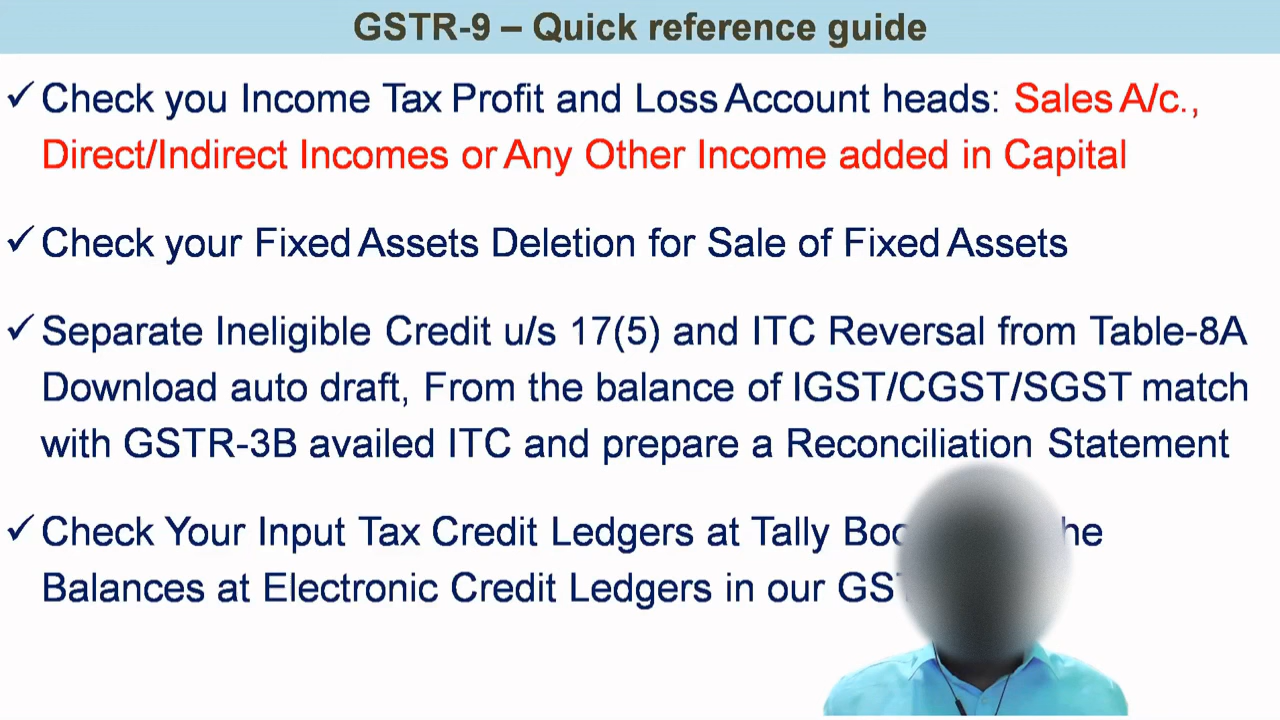 GSTR-9 – Quick reference guide
✓ Check you Income Tax Profit and Loss Account heads: Sales A/c.,
Direct/Indirect Incomes or Any Other Income added in Capital
✓ Check your Fixed Assets Deletion for Sale of Fixed Assets
✓ Separate Ineligible Credit u/s 17(5) and ITC Reversal from Table-8A
Download auto draft, From the balance of IGST/CGST/SGST match
with GSTR-3B availed ITC and prepare a Reconciliation Statement
✓ Check Your Input Tax Credit Ledgers at Tally
Balances at Electronic Credit Ledgers in our